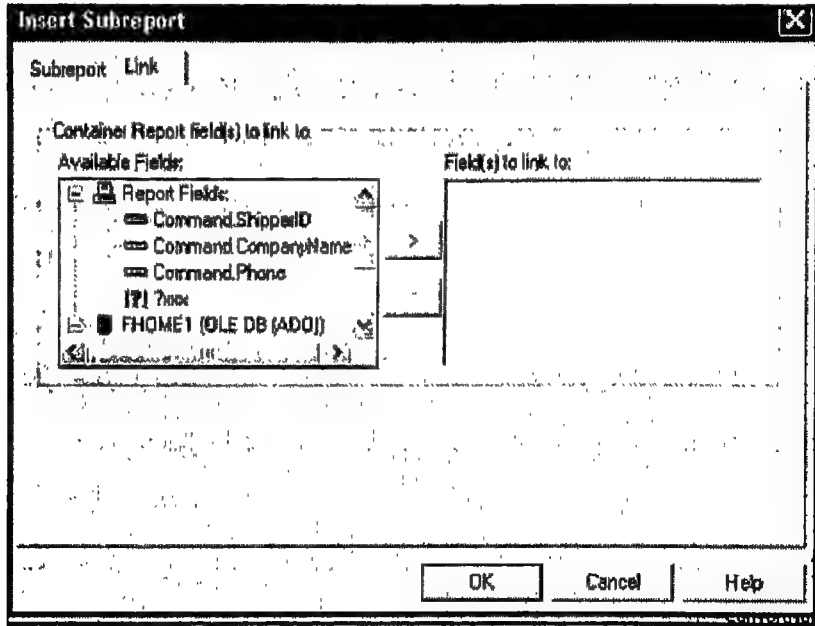 Insert Subreport
Subreport Link
Container Report field(s) to link to:
Available Fields: Field(s) to link to:
Report Fields
Command.ShipperID
Command.CompanyName >
Command.Phone
[?]
FHOME1 (OLE DB (ADO))
OK Cancel Help